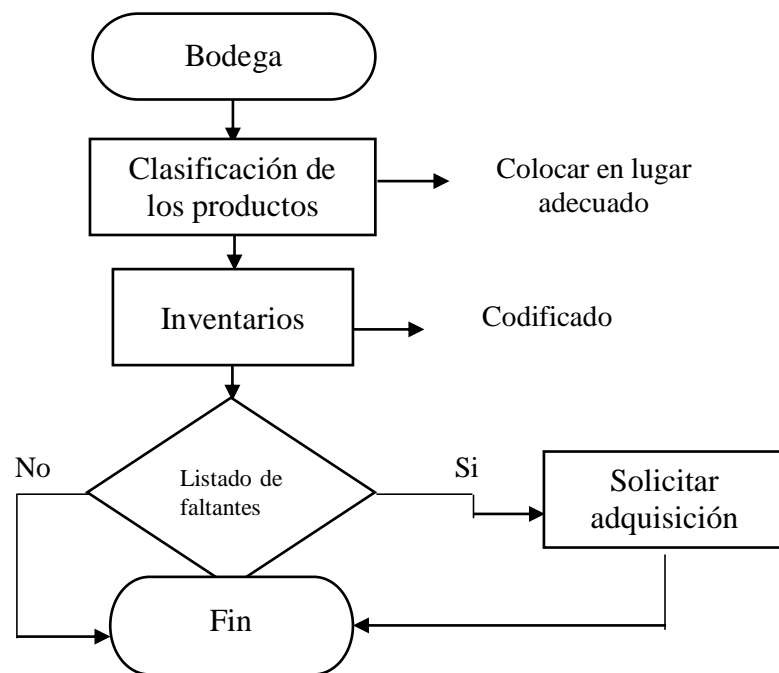 Bodega
Clasificación de
los productos
Colocar en lugar
adecuado
Inventarios
Codificado
No
Listado de
faltantes
Si
Solicitar
adquisición
Fin